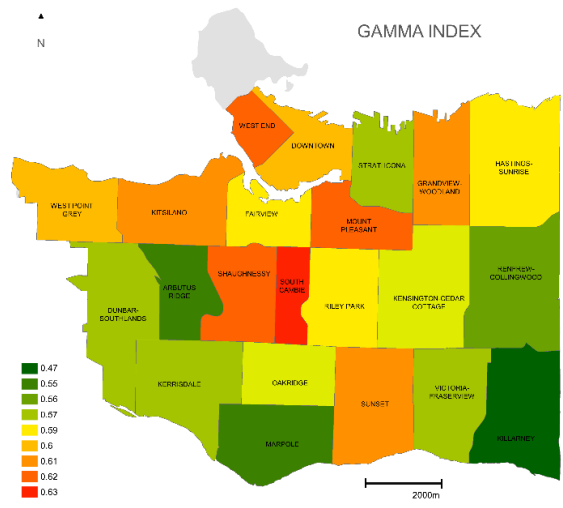 GAMMA INDEX
N
WEST END
DOWNTOWN
STRATHCONA
HASTINGS-
SUNRISE
GRANDVIEW-
WOODLAND
WEST POINT
GREY
KITSILANO
FAIRVIEW
MOUNT
PLEASANT
SHAUGHNESSY
SOUTH
CAMBIE
ARBUTUS
RIDGE
RENFREW-
COLLINGWOOD
DUNBAR-
SOUTHLANDS
RILEY PARK
KENSINGTON-CEDAR
COTTAGE
KERRISDALE
OAKRIDGE
SUNSET
VICTORIA-
FRASERVIEW
MARPOLE
KILLARNEY
0.47
0.55
0.56
0.57
0.59
0.6
0.61
0.62
0.63
2000m